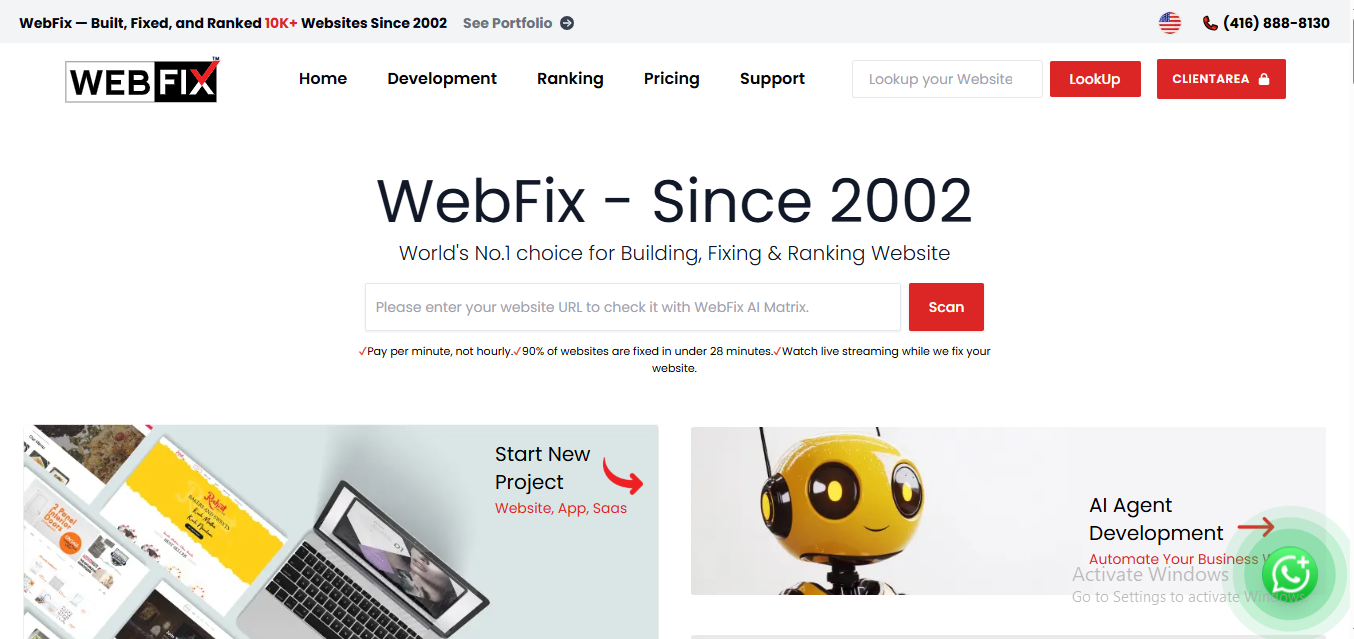 WebFix — Built, Fixed, and Ranked 10K+ Websites Since 2002 See Portfolio
(416) 888-8130
WEBFIX™
Home Development Ranking Pricing Support
Lookup your Website
LookUp
CLIENTAREA
WebFix - Since 2002
World's No.1 choice for Building, Fixing & Ranking Website
Please enter your website URL to check it with WebFix AI Matrix.
Scan
✓Pay per minute, not hourly.✓90% of websites are fixed in under 28 minutes.✓Watch live streaming while we fix your
website.
Start New
Project
Website, App, Saas
AI Agent
Development
Automate Your Business
Activate Windows
Go to Settings to activate Windows.